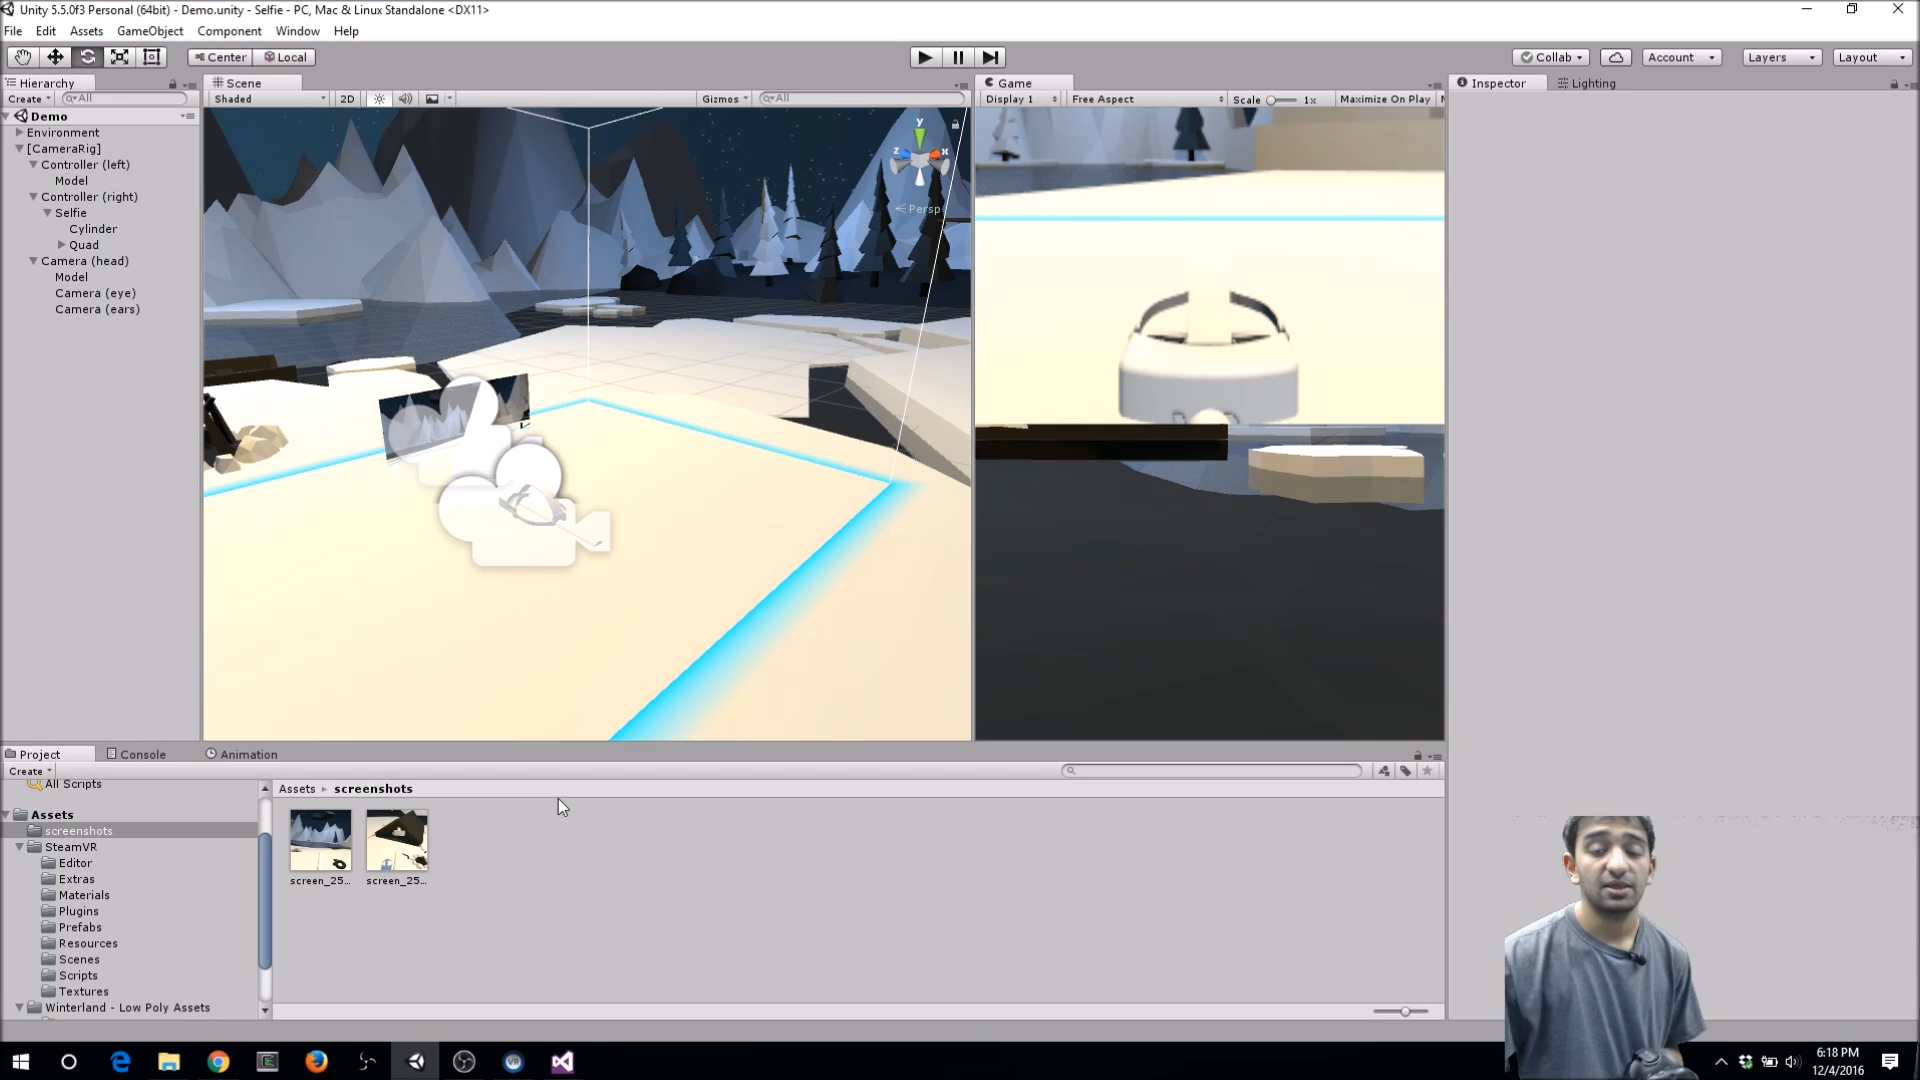 Unity 5.5.0f3 Personal (64bit) - Demo.unity - Selfie - PC, Mac & Linux Standalone <DX11>
File Edit Assets GameObject Component Window Help
Center Local Collab Account Layers Layout
Hierarchy Scene Game Inspector Lighting
Create All Shaded 2D Gizmos All Display 1 Free Aspect Scale 1x Maximize On Play
Demo
Environment
[CameraRig]
Controller (left)
Model
Controller (right)
Selfie
Cylinder
Quad
Camera (head)
Model
Camera (eye)
Camera (ears)
y
z x
Persp
Project Console Animation
Create
All Scripts
Assets
screenshots
SteamVR
Editor
Extras
Materials
Plugins
Prefabs
Resources
Scenes
Scripts
Textures
Winterland - Low Poly Assets
Assets screenshots
screen_25... screen_25...
6:18 PM
12/4/2016